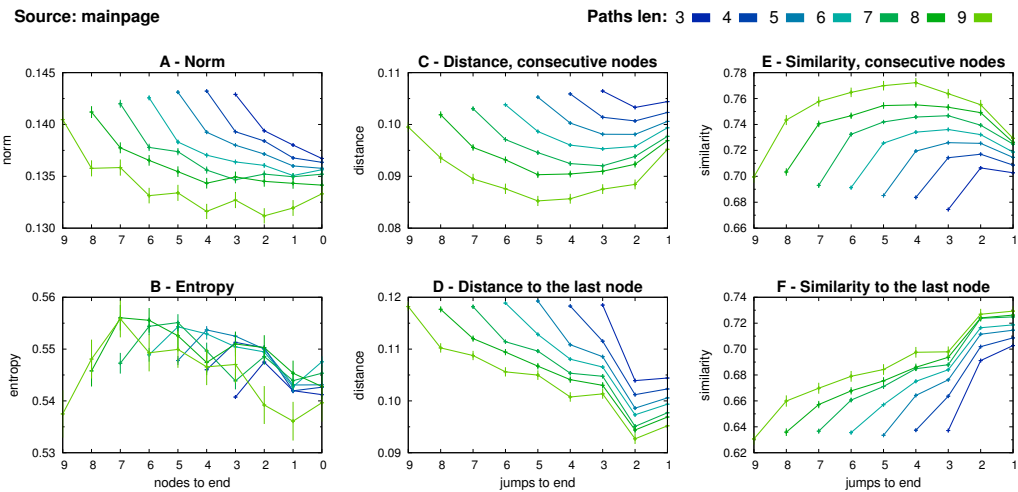 Source: mainpage
Paths len: 3 4 5 6 7 8 9
A - Norm
norm
0.145
0.140
0.135
0.130
9 8 7 6 5 4 3 2 1 0
C - Distance, consecutive nodes
distance
0.11
0.10
0.09
0.08
9 8 7 6 5 4 3 2 1
E - Similarity, consecutive nodes
similarity
0.78
0.76
0.74
0.72
0.70
0.68
0.66
9 8 7 6 5 4 3 2 1
B - Entropy
entropy
0.56
0.55
0.54
0.53
9 8 7 6 5 4 3 2 1 0
nodes to end
D - Distance to the last node
distance
0.12
0.11
0.10
0.09
9 8 7 6 5 4 3 2 1
jumps to end
F - Similarity to the last node
similarity
0.74
0.72
0.70
0.68
0.66
0.64
0.62
9 8 7 6 5 4 3 2 1
jumps to end